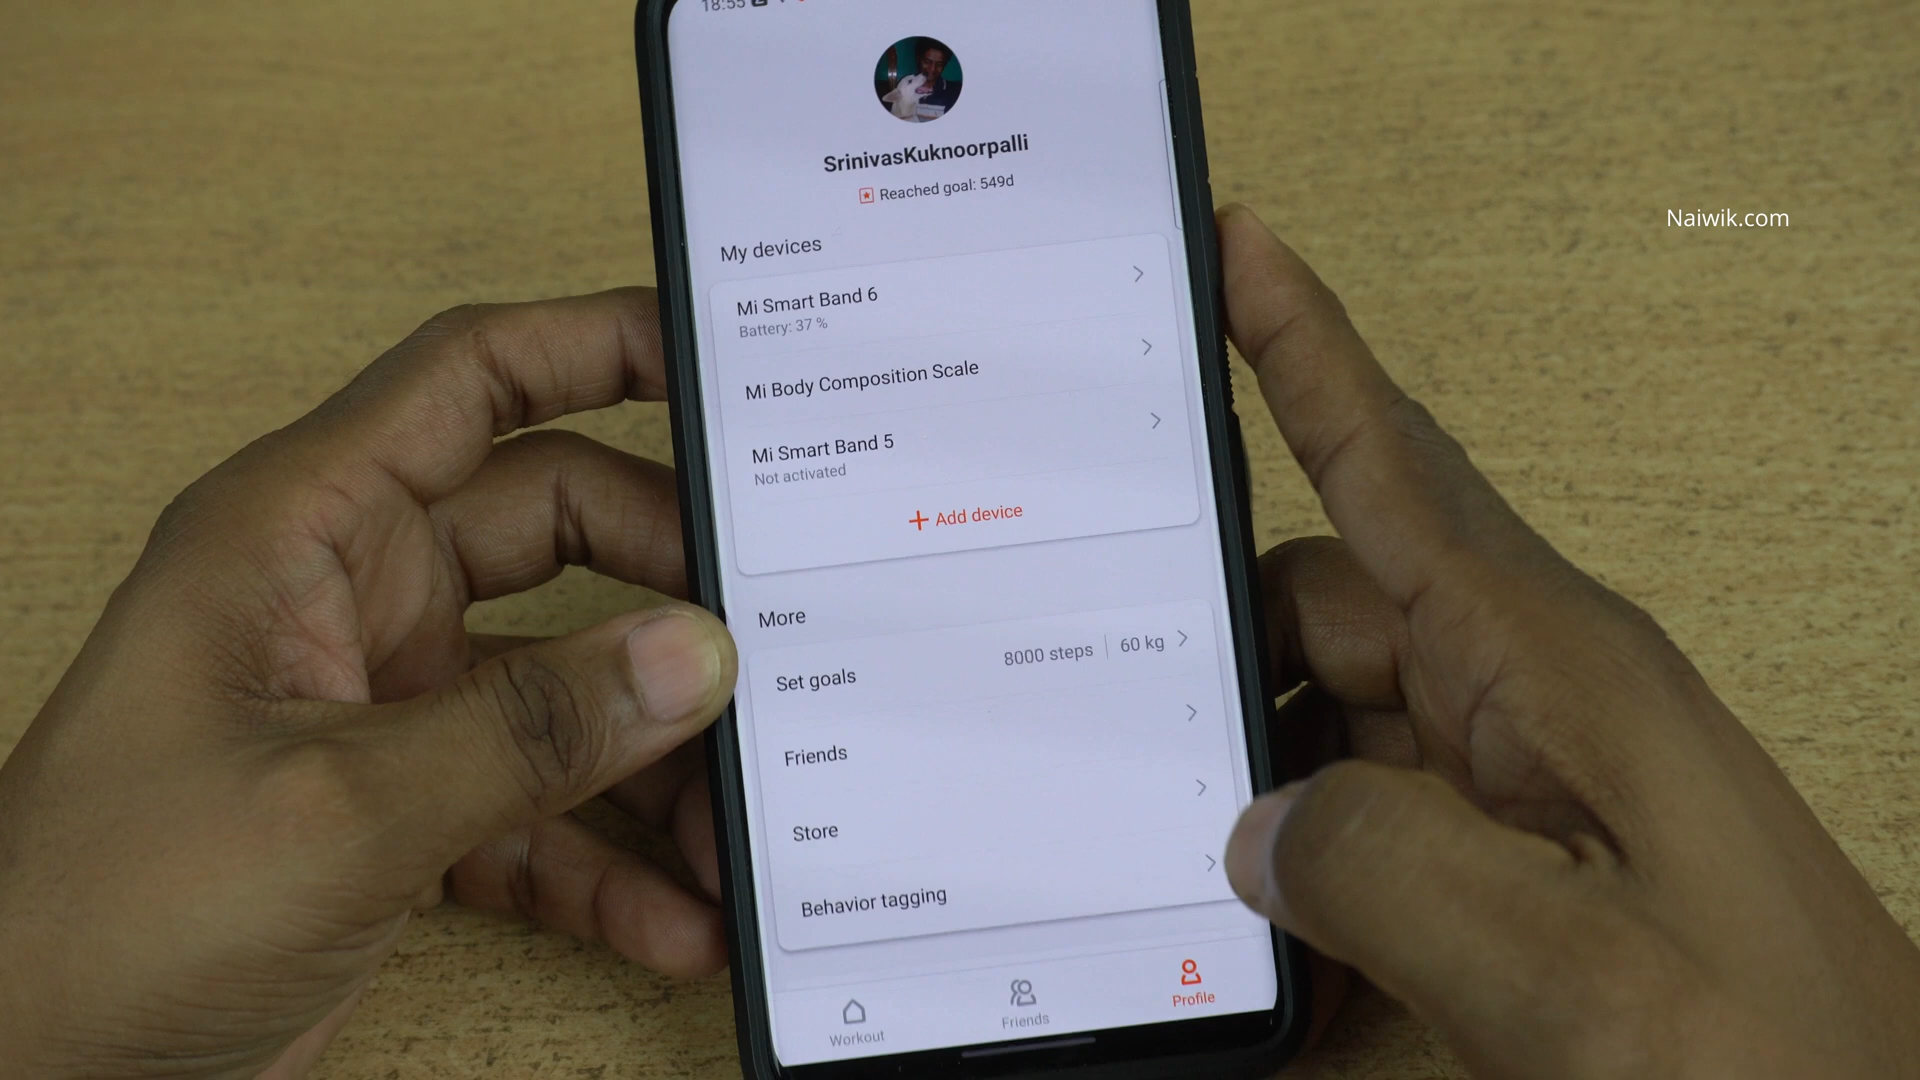 18:55
SrinivasKuknoorpalli
Reached goal: 549d
My devices
Mi Smart Band 6
Battery: 37 %
Mi Body Composition Scale
Mi Smart Band 5
Not activated
+ Add device
More
Set goals 8000 steps | 60 kg
Friends
Store
Behavior tagging
Workout Friends Profile
Naiwik.com